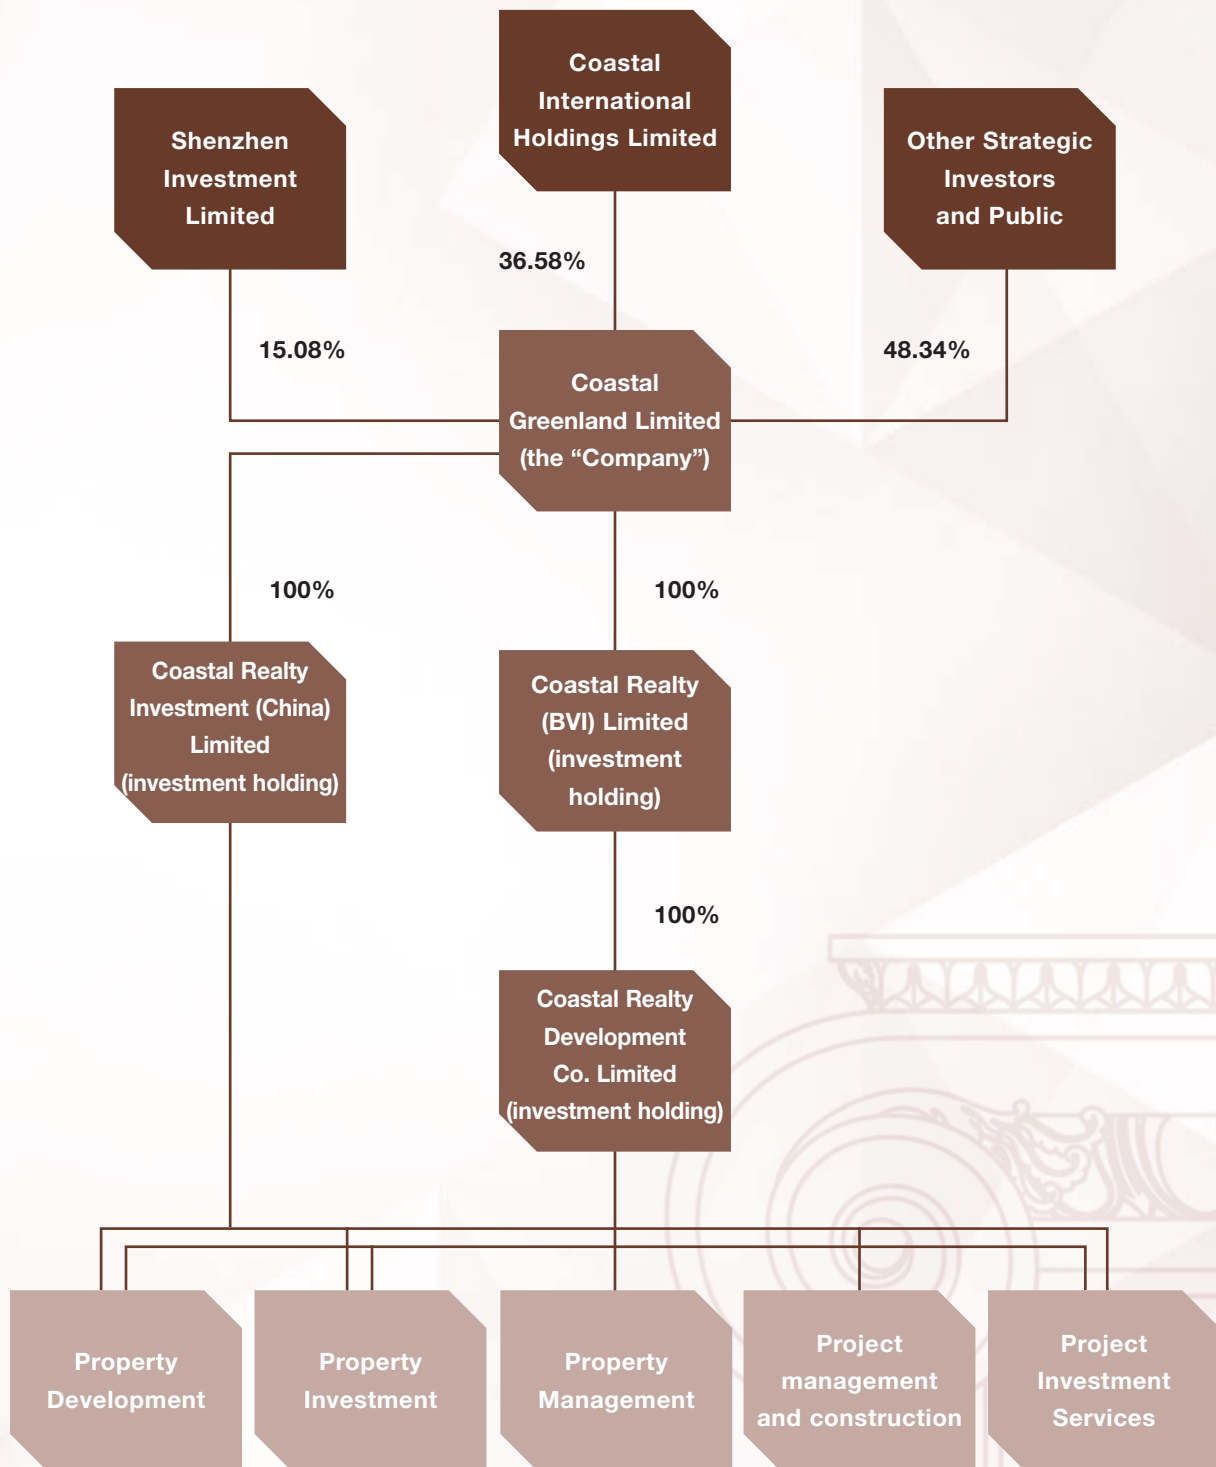 Coastal
International
Holdings Limited
Shenzhen
Investment
Limited
Other Strategic
Investors
and Public
36.58%
15.08%
48.34%
Coastal
Greenland Limited
(the “Company”)
100%
100%
Coastal Realty
Investment (China)
Limited
(investment holding)
Coastal Realty
(BVI) Limited
(investment
holding)
100%
Coastal Realty
Development
Co. Limited
(investment holding)
Property
Development
Property
Investment
Property
Management
Project
management
and construction
Project
Investment
Services